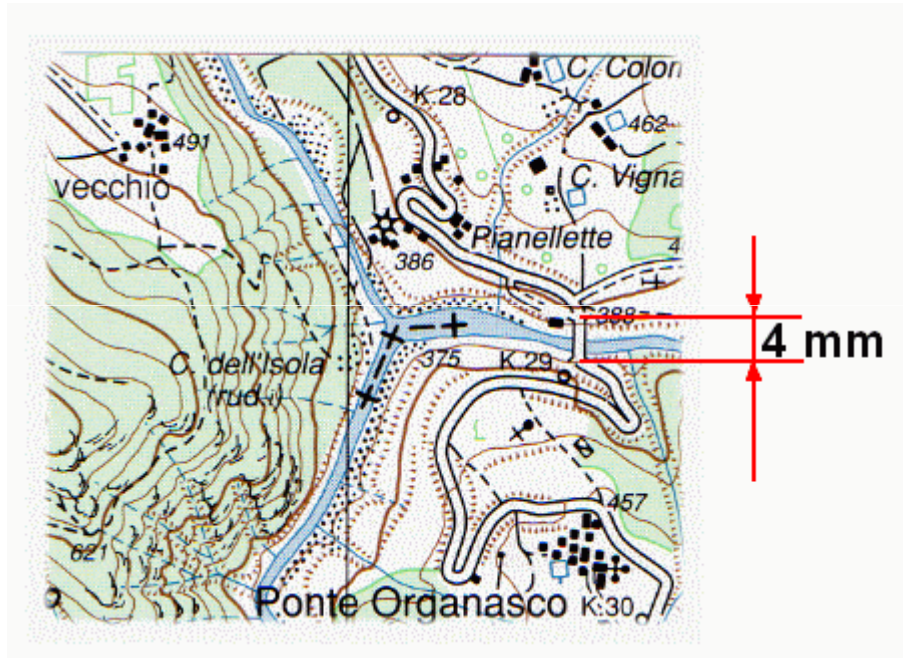 C. Colon
K.28
462
491
vecchio
C. Vigna
Pianellette
386
388
4 mm
375
K.29
C. dell'Isola
(rud.i)
457
621
Ponte Organasco K.30